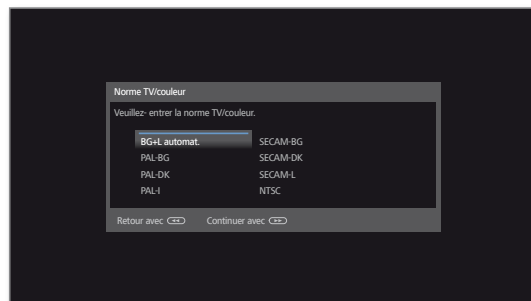 Norme TV/couleur
Veuillez- entrer la norme TV/couleur.
BG+L automat. SECAM-BG
PAL-BG SECAM-DK
PAL-DK SECAM-L
PAL-I NTSC
Retour avec Continuer avec